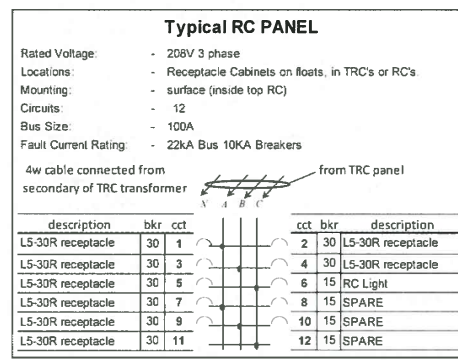 Typical RC PANEL
Rated Voltage: - 208V 3 phase
Locations: - Receptacle Cabinets on floats, in TRC's or RC's.
Mounting: - surface (inside top RC)
Circuits: - 12
Bus Size: - 100A
Fault Current Rating: - 22kA Bus 10KA Breakers
4w cable connected from
secondary of TRC transformer
from TRC panel
X A B C
description bkr cct cct bkr description
L5-30R receptacle 30 1 2 30 L5-30R receptacle
L5-30R receptacle 30 3 4 30 L5-30R receptacle
L5-30R receptacle 30 5 6 15 RC Light
L5-30R receptacle 30 7 8 15 SPARE
L5-30R receptacle 30 9 10 15 SPARE
L5-30R receptacle 30 11 12 15 SPARE